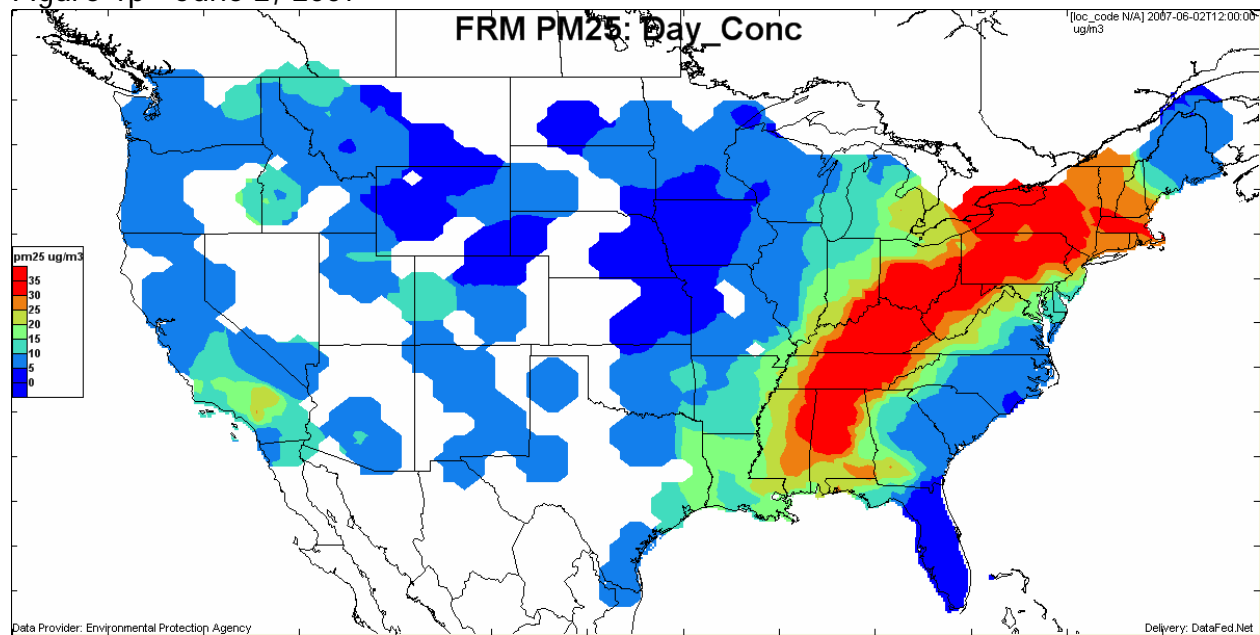 FRM PM25: Day_Conc
[loc_code N/A] 2007-06-02T12:00:00
ug/m3
pm25 ug/m3
35
30
25
20
15
10
5
0
Data Provider: Environmental Protection Agency
Delivery: DataFed.Net